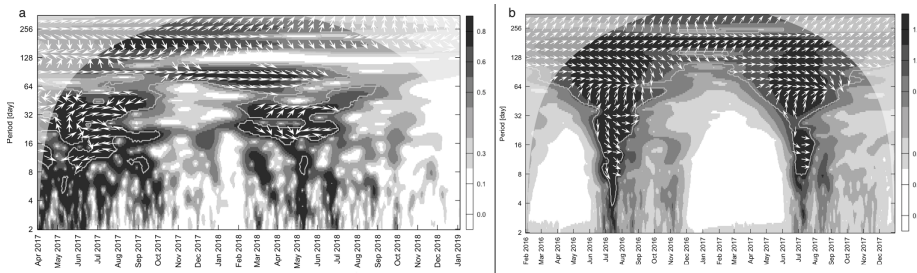 a
256
128
64
32
16
8
4
2
Period [day]
0.8
0.6
0.5
0.3
0.1
0.0
Apr 2017
May 2017
Jun 2017
Jul 2017
Aug 2017
Sep 2017
Oct 2017
Nov 2017
Dec 2017
Jan 2018
Feb 2018
Mar 2018
Apr 2018
May 2018
Jun 2018
Jul 2018
Aug 2018
Sep 2018
Oct 2018
Nov 2018
Dec 2018
Jan 2019
b
256
128
64
32
16
8
4
2
Period [day]
1
1
0
0
0
0
Feb 2016
Mar 2016
Apr 2016
May 2016
Jun 2016
Jul 2016
Aug 2016
Sep 2016
Oct 2016
Nov 2016
Dec 2016
Jan 2017
Feb 2017
Mar 2017
Apr 2017
May 2017
Jun 2017
Jul 2017
Aug 2017
Sep 2017
Oct 2017
Nov 2017
Dec 2017